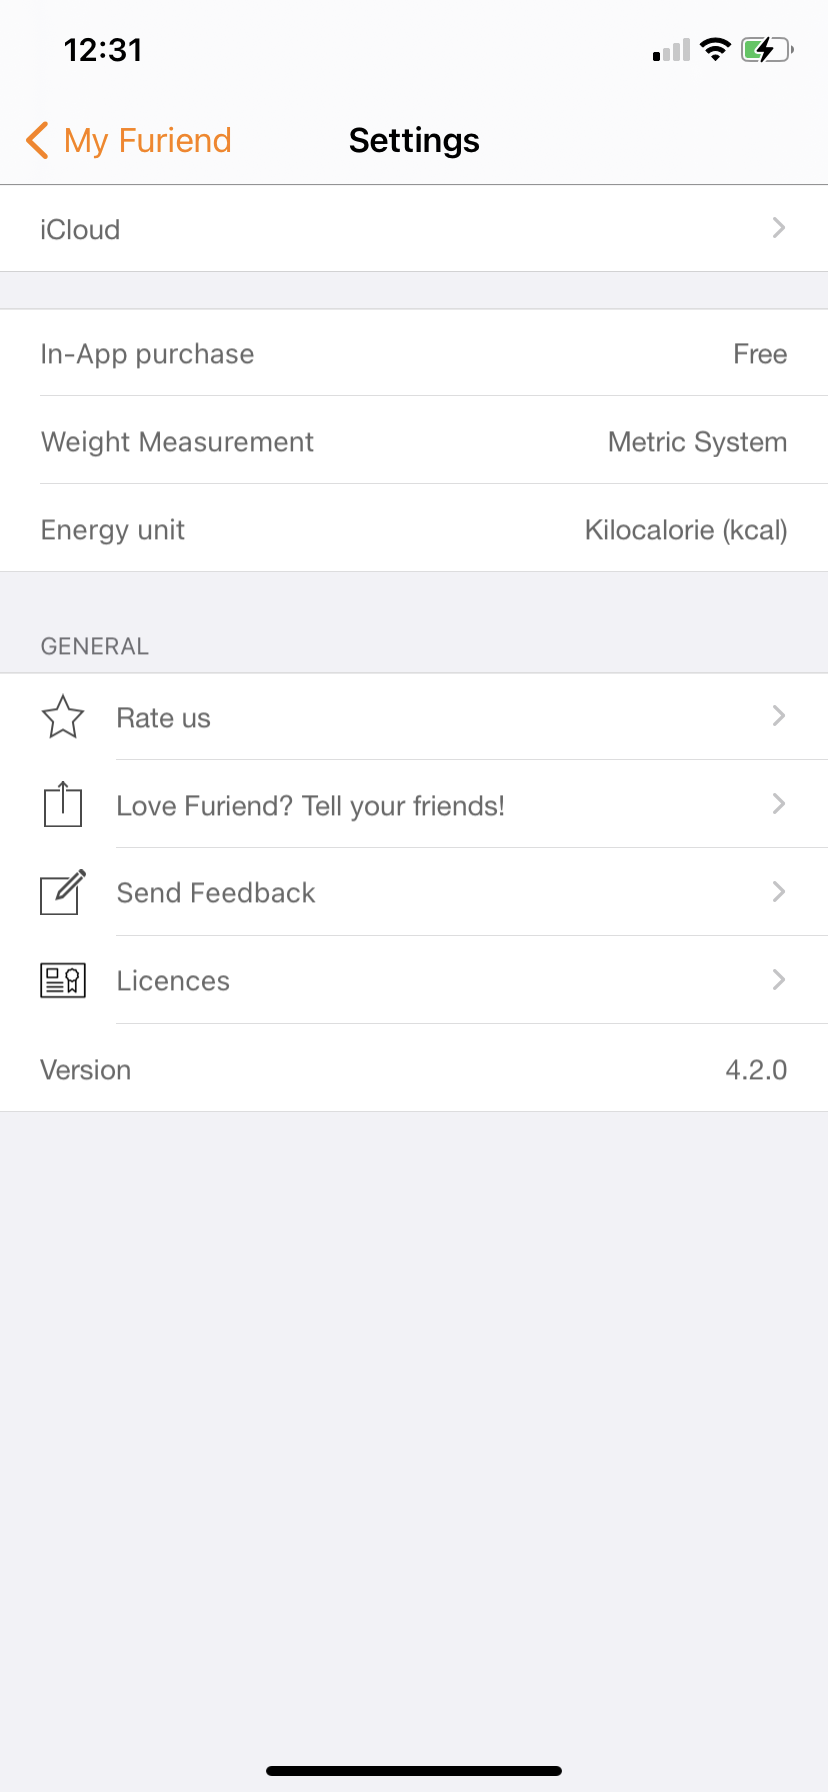 12:31
My Furiend
Settings
iCloud
In-App purchase Free
Weight Measurement Metric System
Energy unit Kilocalorie (kcal)
GENERAL
Rate us
Love Furiend? Tell your friends!
Send Feedback
Licences
Version 4.2.0